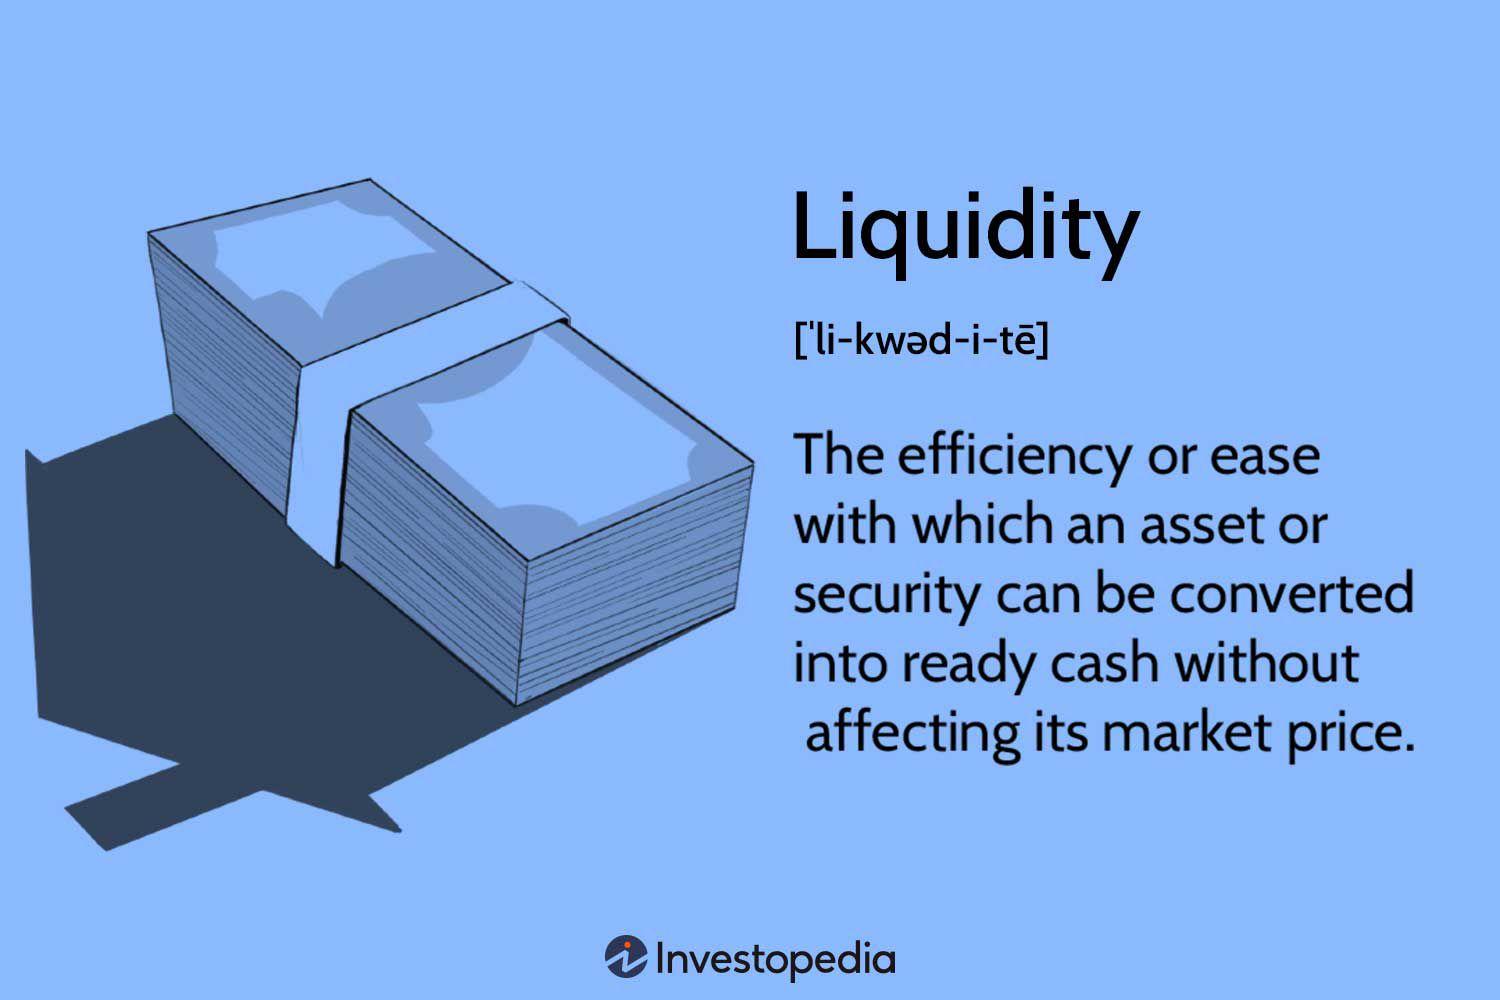 Liquidity
[ˈli-kwəd-i-tē]
The efficiency or ease
with which an asset or
security can be converted
into ready cash without
affecting its market price.
Investopedia